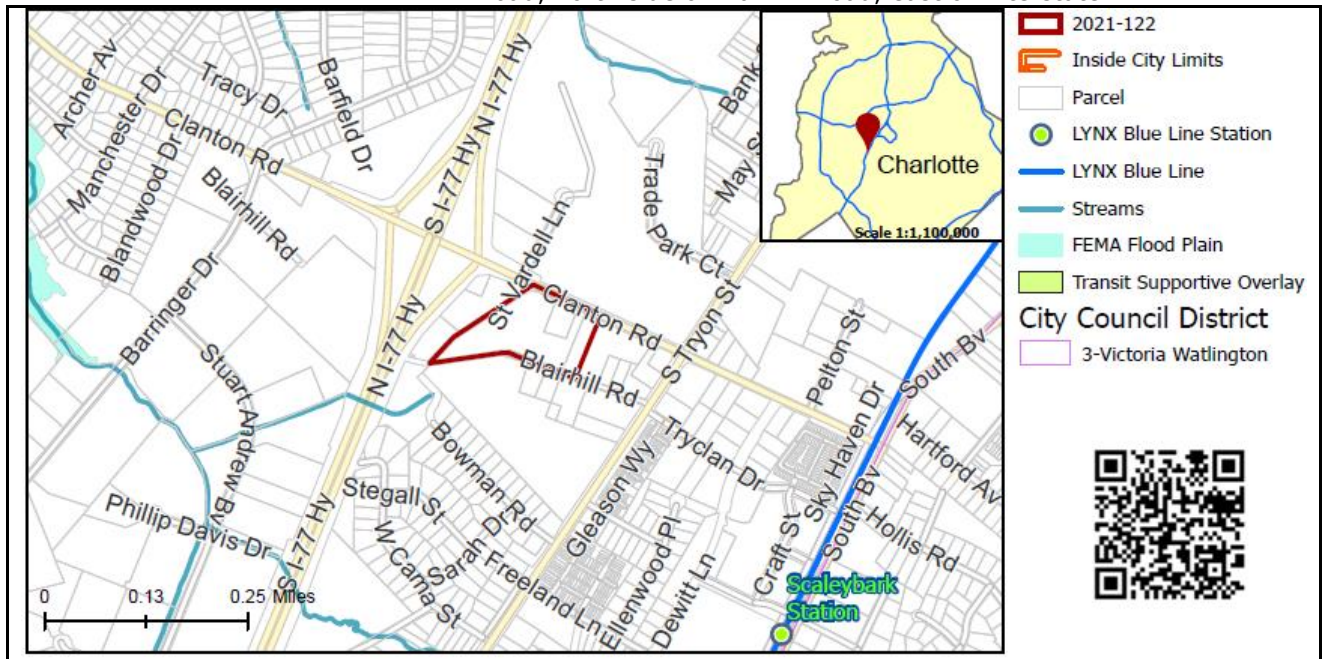 2021-122
Inside City Limits
Parcel
LYNX Blue Line Station
LYNX Blue Line
Streams
FEMA Flood Plain
Transit Supportive Overlay
City Council District
3-Victoria Watlington
Charlotte
Scale 1:1,100,000
Archer Av
Manchester Dr
Tracy Dr
Barfield Dr
Clanton Rd
Blandwood Dr
Blairhill Rd
Barringer Dr
Stuart Andrew Bv
Phillip Davis Dr
S I-77 Hy
N I-77 Hy
S I-77 Hy
N I-77 Hy
St Vardell Ln
Clanton Rd
Blairhill Rd
Trade Park Ct
May S
Bank
S Tryon St
Pelton St
South Bv
Sky Haven Dr
Hartford Av
South Bv
Hollis Rd
Tryclan Dr
Gleason Wy
Craft St
Ellenwood Pl
Dewitt Ln
Bowman Rd
Stegall St
Sarah Dr
W Cama St
Freeland Ln
Scaleybark
Station
0 0.13 0.25 Miles